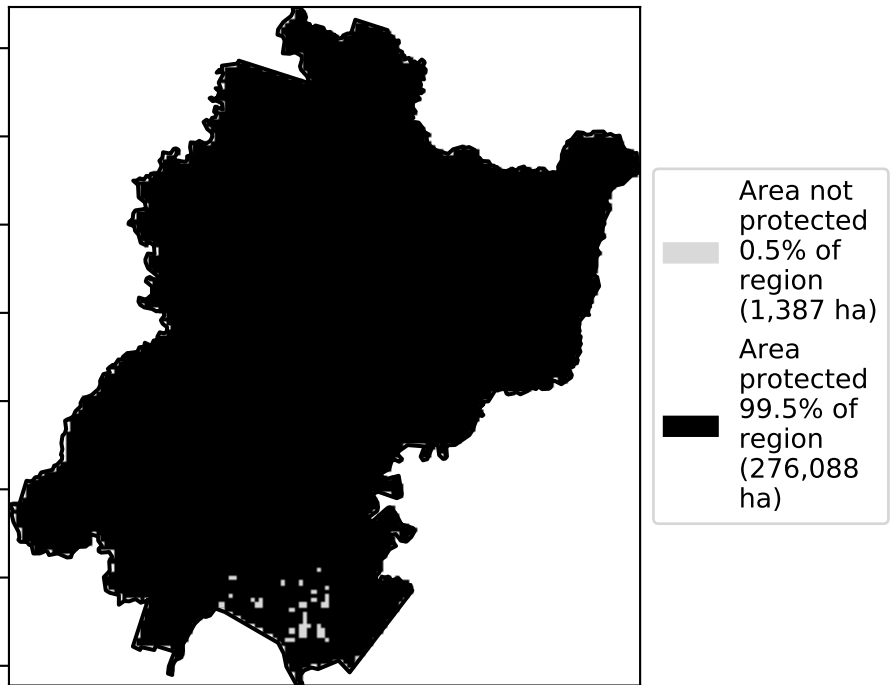 Area not
protected
0.5% of
region
(1,387 ha)
Area
protected
99.5% of
region
(276,088
ha)